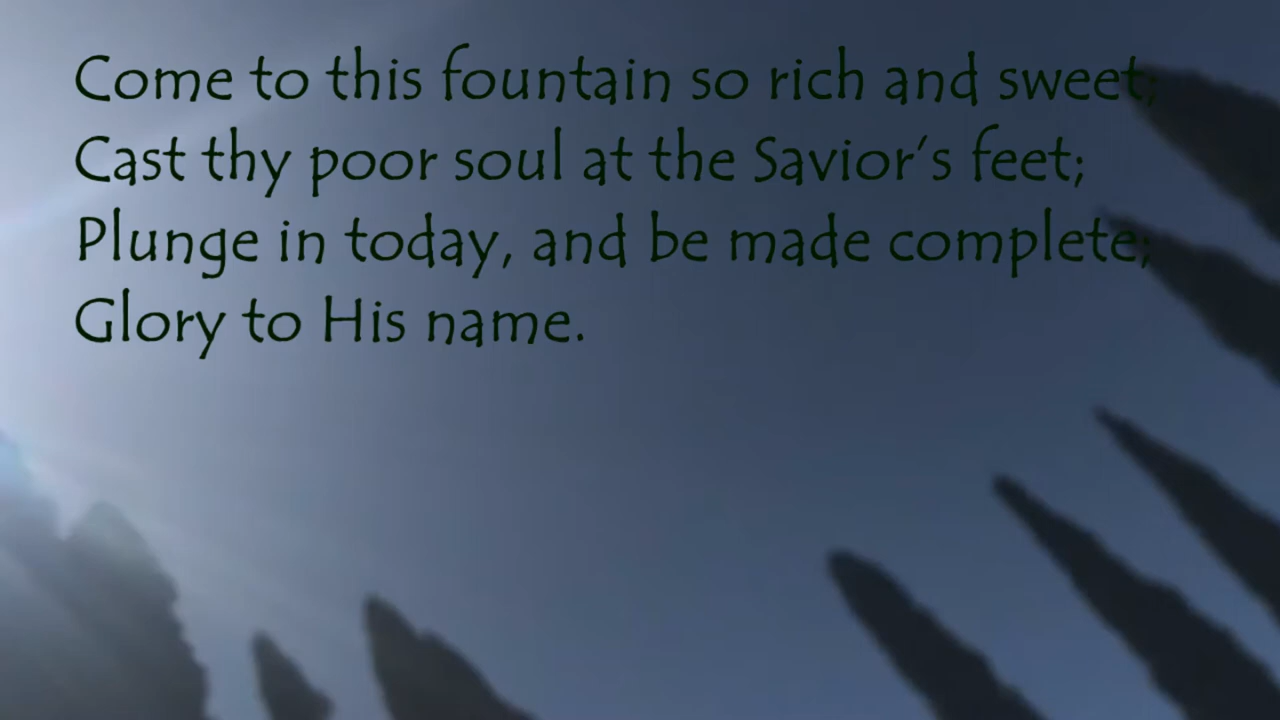 Come to this fountain so rich and sweet;
Cast thy poor soul at the Savior's feet;
Plunge in today, and be made complete;
Glory to His name.